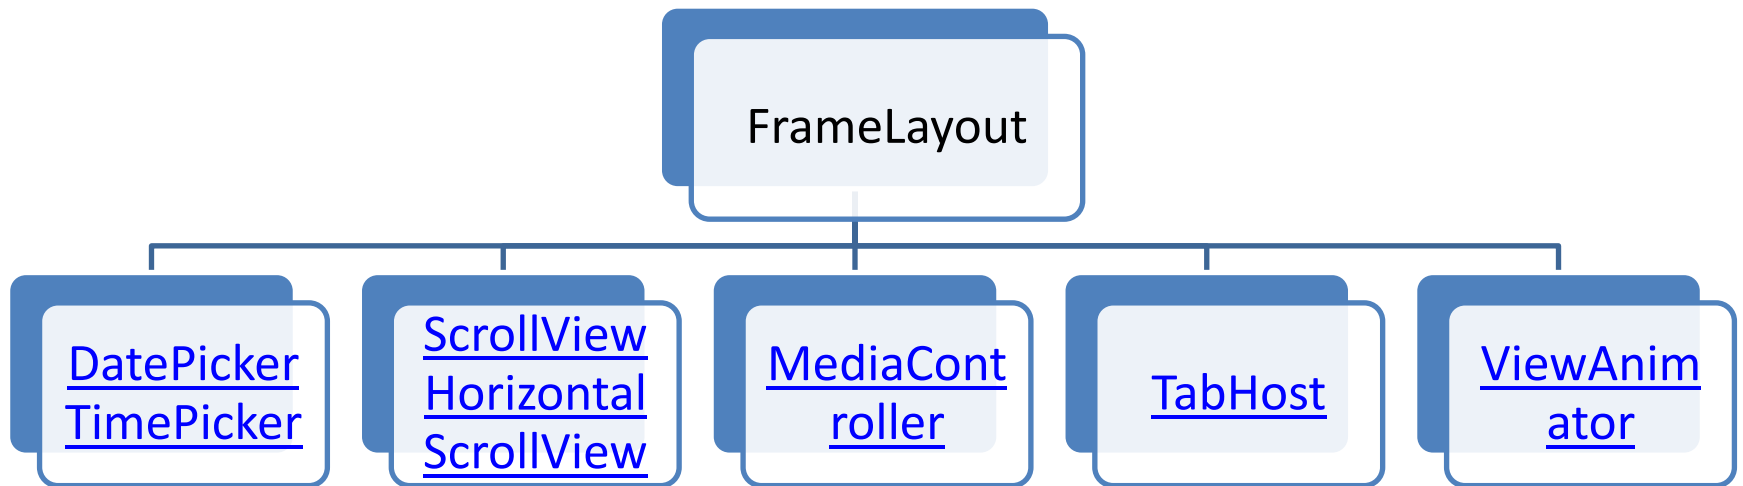 FrameLayout
DatePicker
TimePicker
ScrollView
Horizontal
ScrollView
MediaCont
roller
TabHost
ViewAnim
ator